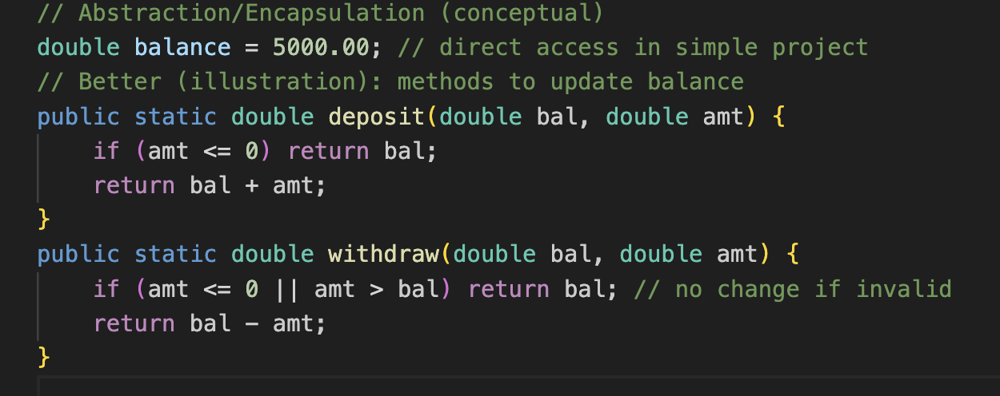 // Abstraction/Encapsulation (conceptual)
double balance = 5000.00; // direct access in simple project
// Better (illustration): methods to update balance
public static double deposit(double bal, double amt) {
    if (amt <= 0) return bal;
    return bal + amt;
}
public static double withdraw(double bal, double amt) {
    if (amt <= 0 || amt > bal) return bal; // no change if invalid
    return bal - amt;
}